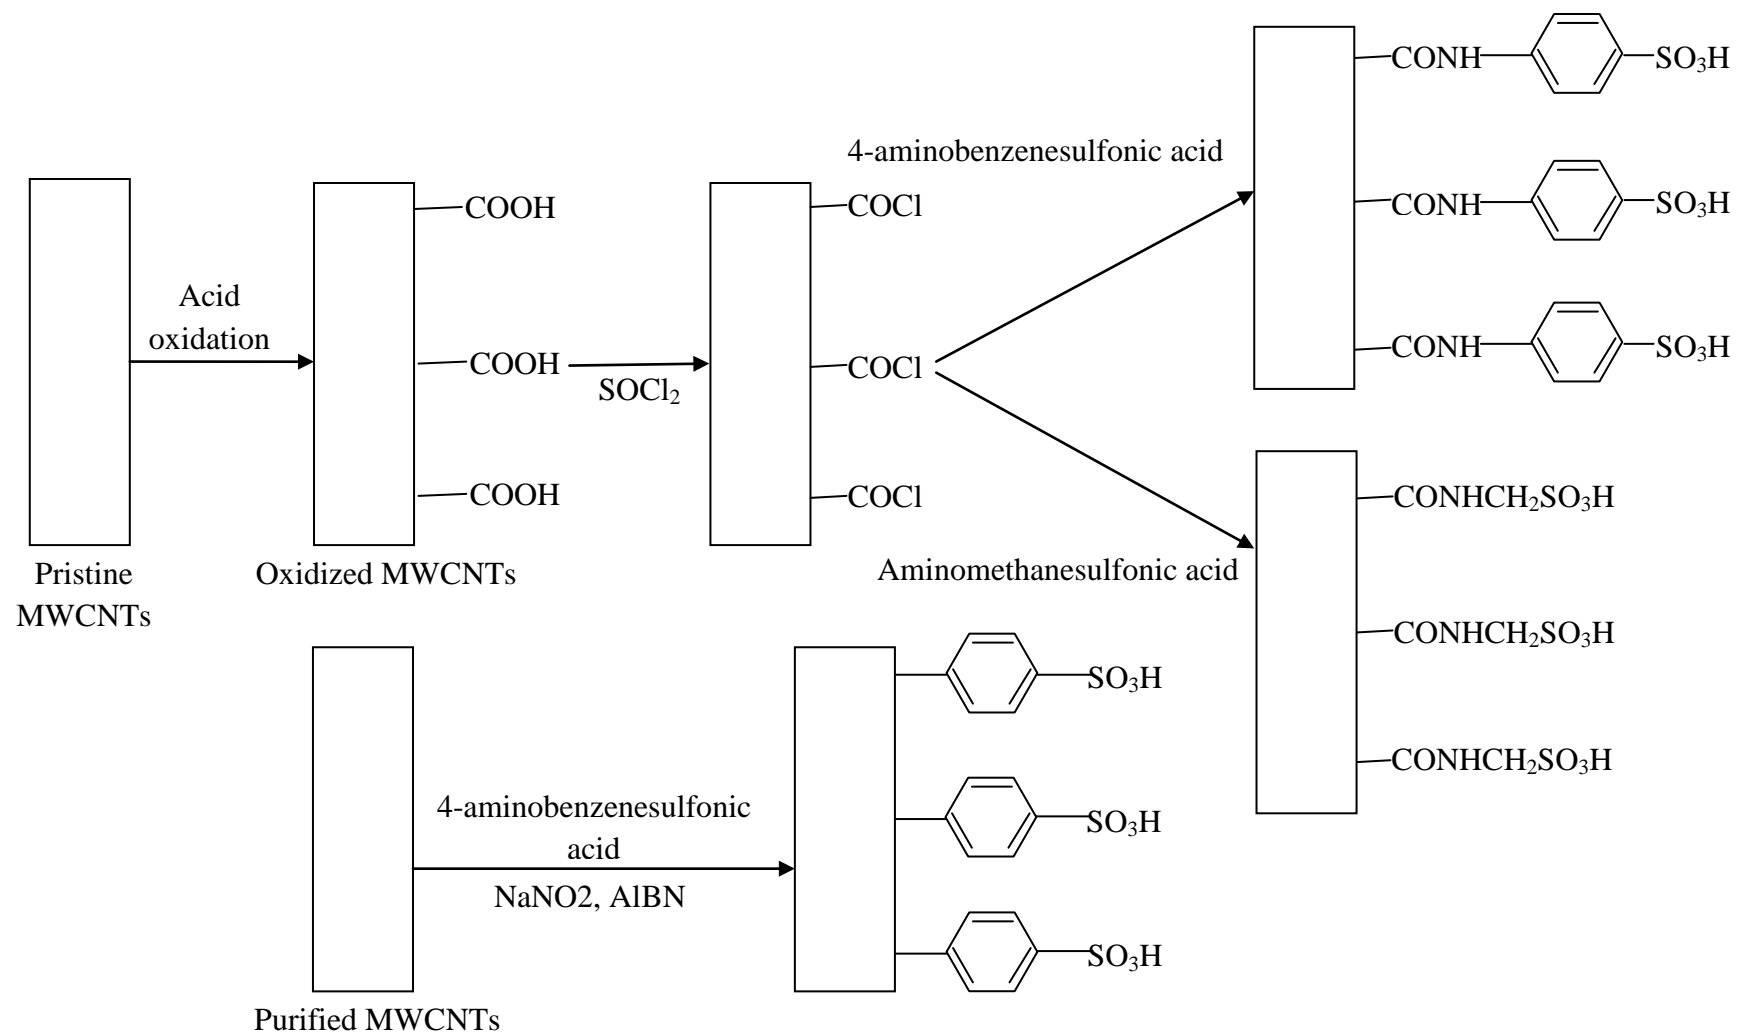 CONH
SO₃H
4-aminobenzenesulfonic acid
COOH
COCl
CONH
SO₃H
Acid
oxidation
COOH
SOCl₂
COCl
CONH
SO₃H
COOH
COCl
CONHCH₂SO₃H
Pristine
MWCNTs
Oxidized MWCNTs
Aminomethanesulfonic acid
CONHCH₂SO₃H
SO₃H
CONHCH₂SO₃H
4-aminobenzenesulfonic
acid
NaNO2, AlBN
SO₃H
SO₃H
Purified MWCNTs